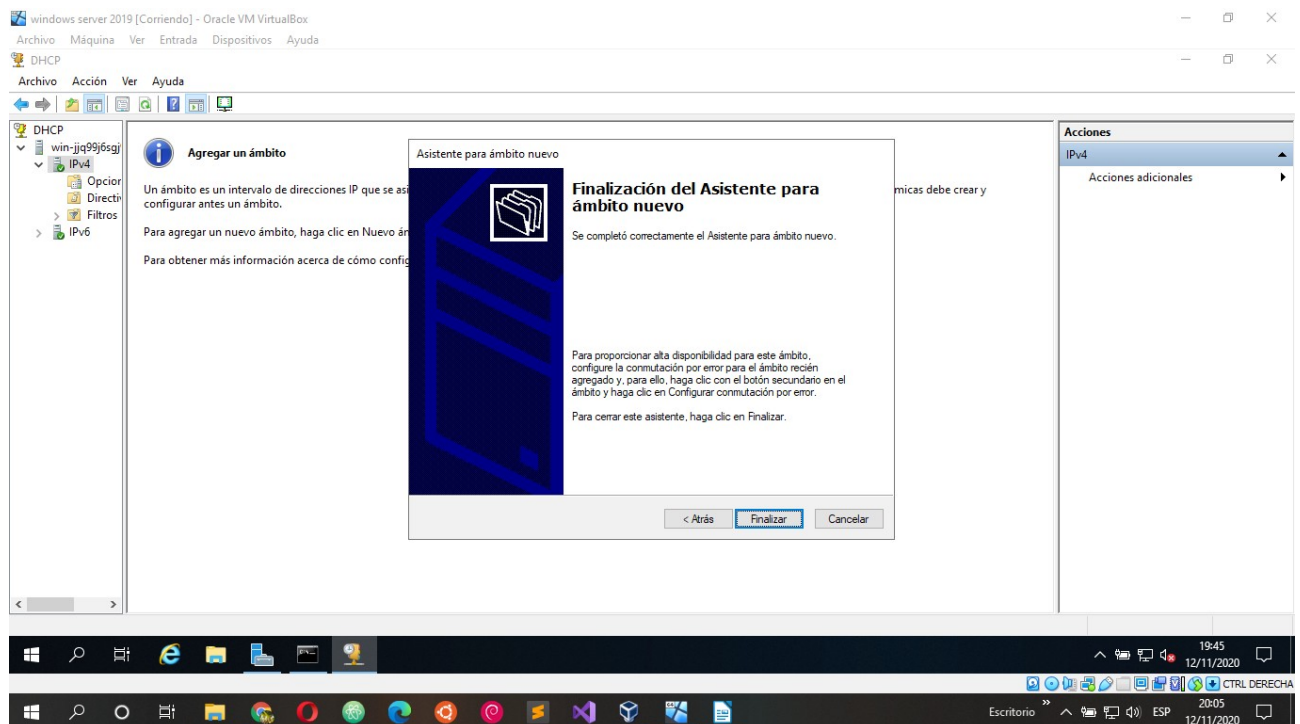 windows server 2019 [Corriendo] - Oracle VM VirtualBox
Archivo Máquina Ver Entrada Dispositivos Ayuda
DHCP
Archivo Acción Ver Ayuda
DHCP
win-jjq99j6sgj
IPv4
Opcior
Directi
Filtros
IPv6
Agregar un ámbito
Un ámbito es un intervalo de direcciones IP que se asi
micas debe crear y
configurar antes un ámbito.
Para agregar un nuevo ámbito, haga clic en Nuevo ám
Para obtener más información acerca de cómo config
Asistente para ámbito nuevo
Finalización del Asistente para
ámbito nuevo
Se completó correctamente el Asistente para ámbito nuevo.
Para proporcionar alta disponibilidad para este ámbito,
configure la conmutación por error para el ámbito recién
agregado y, para ello, haga clic con el botón secundario en el
ámbito y haga clic en Configurar conmutación por error.
Para cerrar este asistente, haga clic en Finalizar.
< Atrás Finalizar Cancelar
Acciones
IPv4
Acciones adicionales
19:45
12/11/2020
CTRL DERECHA
Escritorio » ESP
20:05
12/11/2020